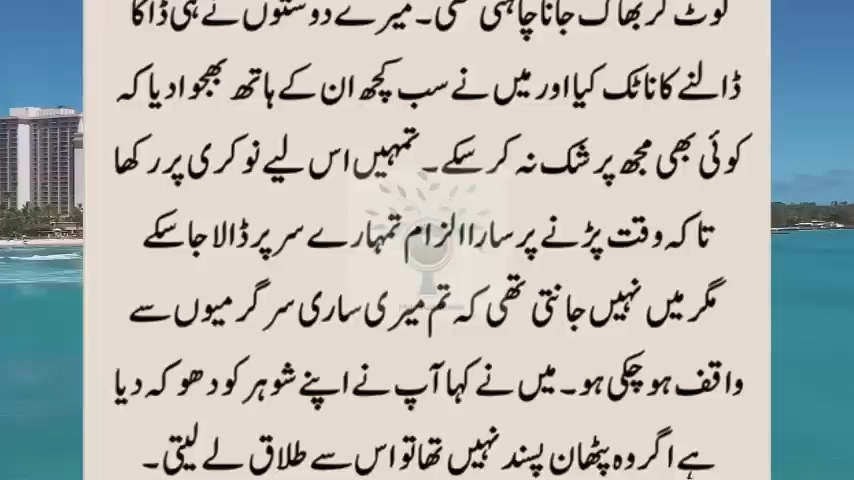 لوٹ کر بھاگ جانا چاہتی تھی۔ میرے دوستوں نے ہی ڈاکا
ڈالنے کا ناٹک کیا اور میں نے سب کچھ ان کے ہاتھ بھجوا دیا کہ
کوئی بھی مجھ پر شک نہ کر سکے۔ تمہیں اس لیے نوکری پر رکھا
تا کہ وقت پڑنے پر سارا الزام تمہارے سر پر ڈالا جا سکے
مگر میں نہیں جانتی تھی کہ تم میری ساری سر گرمیوں سے
واقف ہو چکی ہو۔ میں نے کہا آپ نے اپنے شوہر کو دھوکہ دیا
ہے اگر وہ پٹھان پسند نہیں تھا تو اس سے طلاق لے لیتی۔